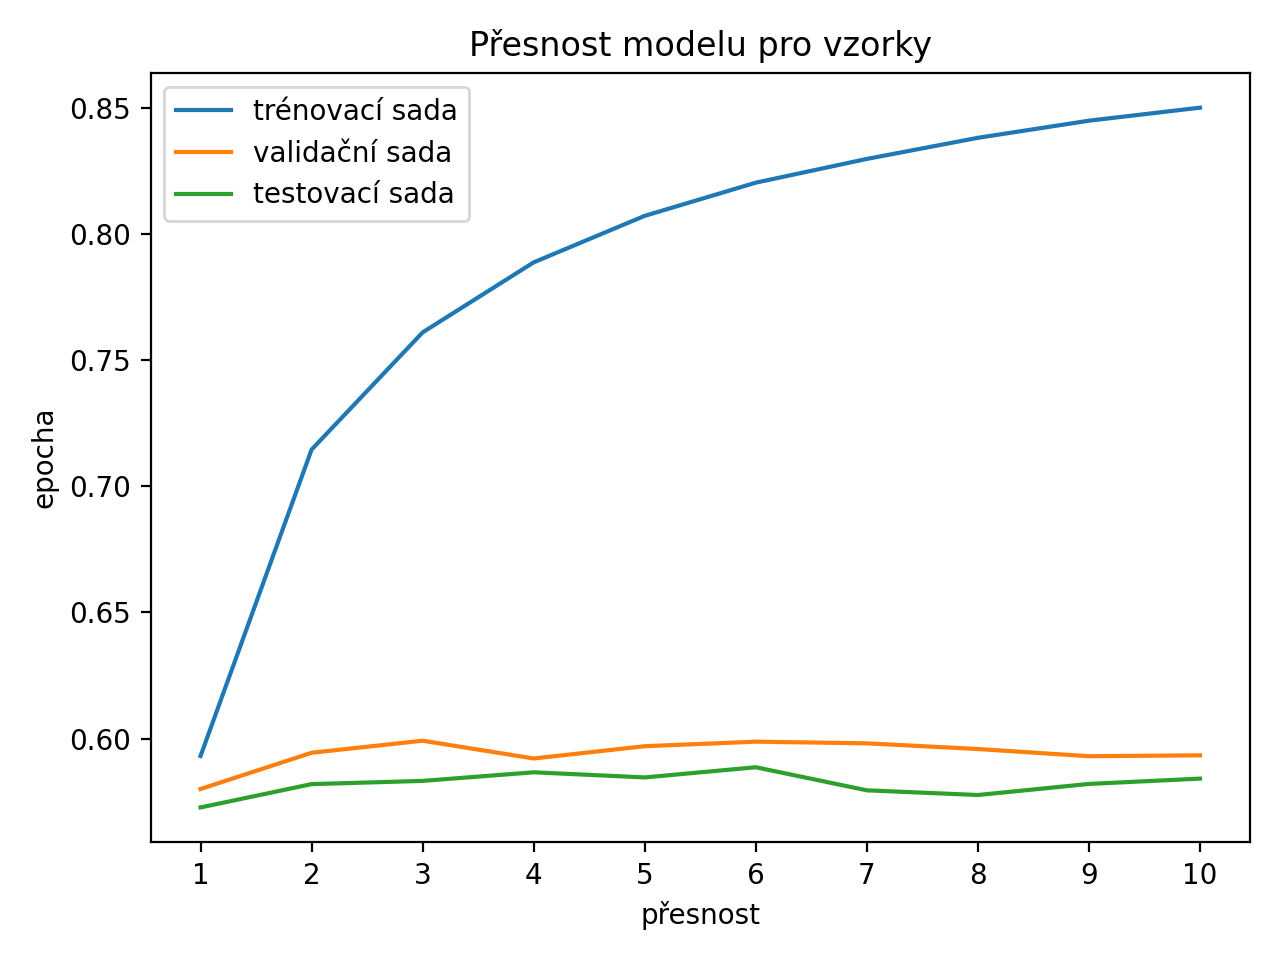 Přesnost modelu pro vzorky
trénovací sada
validační sada
testovací sada
0.85
0.80
0.75
0.70
0.65
0.60
epocha
1 2 3 4 5 6 7 8 9 10
přesnost